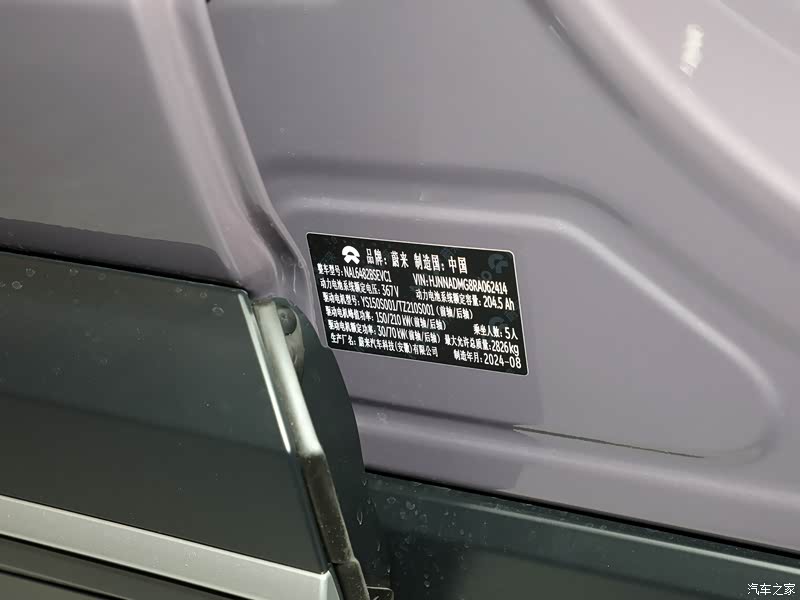 品牌: 蔚来 制造国: 中国
整车型号: NAL6482BSEVC1 VIN: HJNNADMG8RA062414
动力电池系统额定电压: 367V 动力电池系统额定容量: 204.5 Ah
驱动电机型号: YS150S001/TZ210S001 (前轴/后轴)
驱动电机峰值功率: 150/210 kW (前轴/后轴) 乘坐人数: 5人
驱动电机额定功率: 30/70 kW (前轴/后轴) 最大允许总质量: 2826 kg
生产厂名: 蔚来汽车科技(安徽)有限公司 制造年月: 2024-08
汽车之家